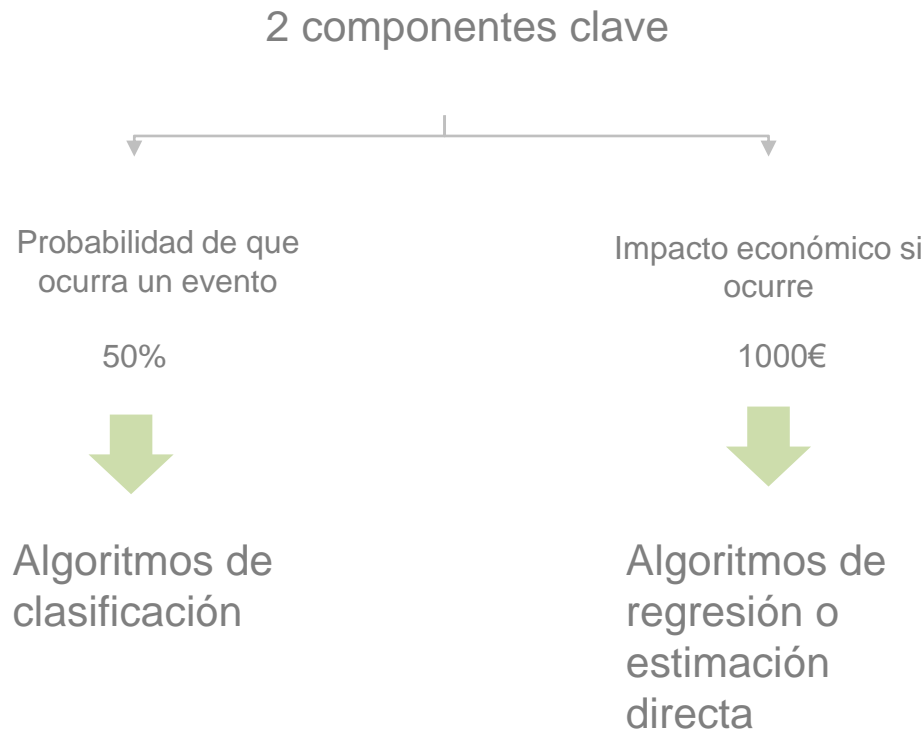 2 componentes clave
Probabilidad de que
ocurra un evento
50%
Algoritmos de
clasificación
Impacto económico si
ocurre
1000€
Algoritmos de
regresión o
estimación
directa